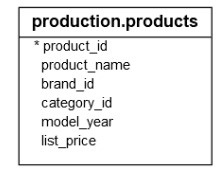 production.products
* product_id
product_name
brand_id
category_id
model_year
list_price